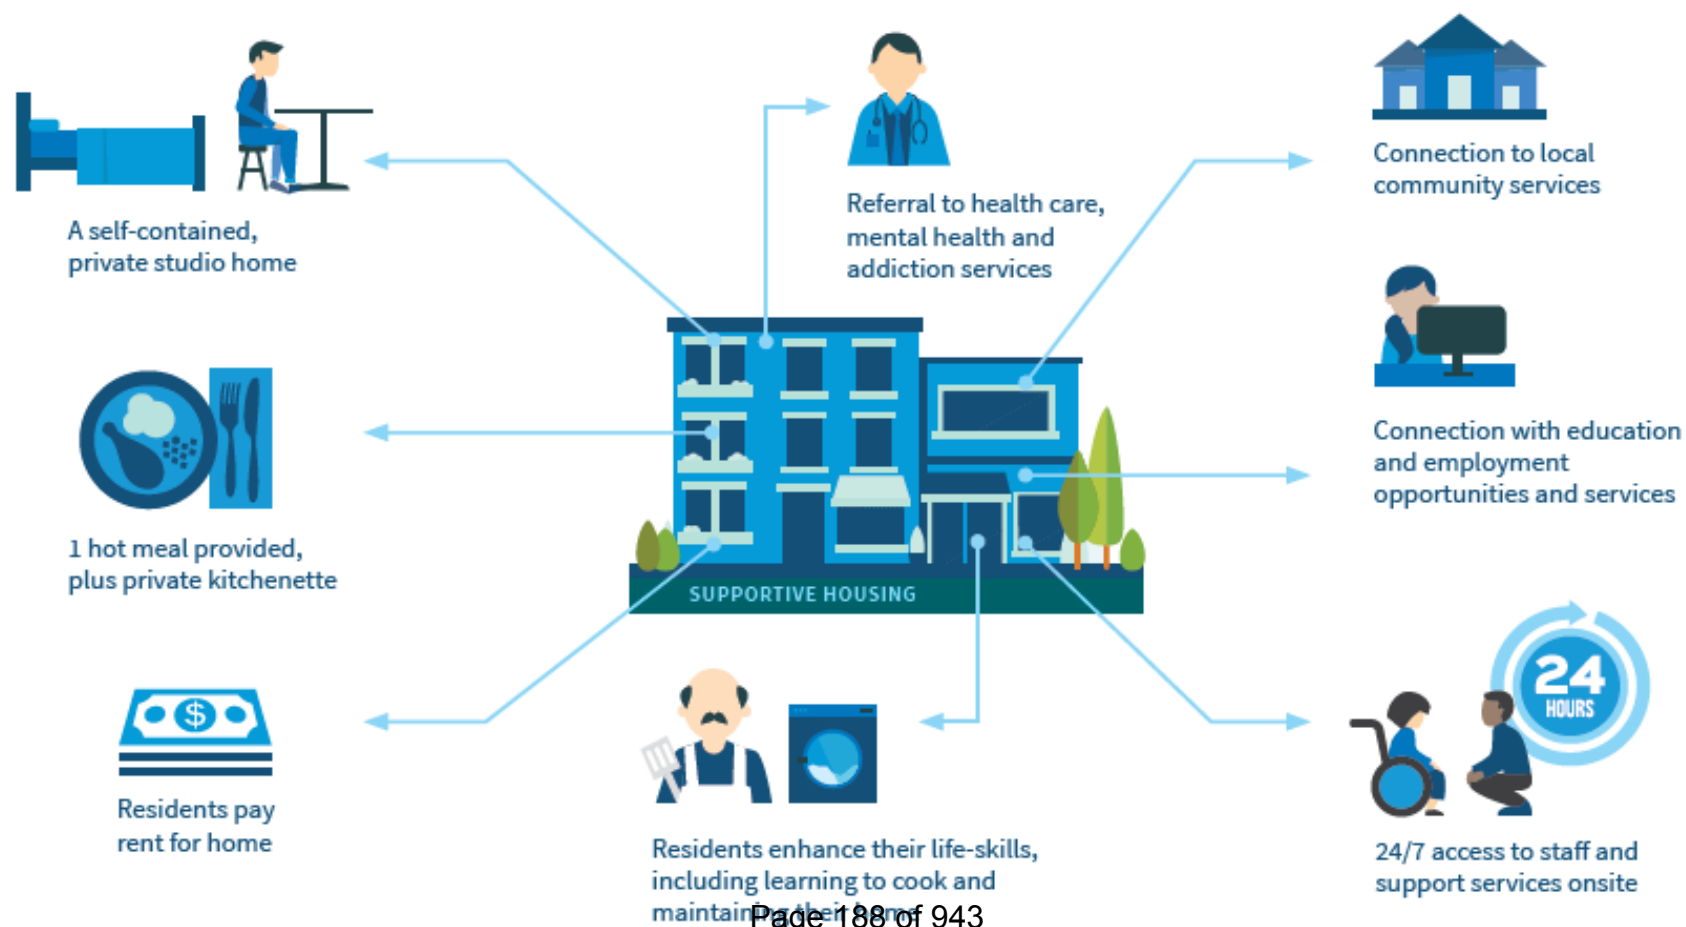 A self-contained,
private studio home
Referral to health care,
mental health and
addiction services
Connection to local
community services
Connection with education
and employment
opportunities and services
1 hot meal provided,
plus private kitchenette
SUPPORTIVE HOUSING
$
Residents pay
rent for home
Residents enhance their life-skills,
including learning to cook and
maintaining their home
24
HOURS
24/7 access to staff and
support services onsite
Page 188 of 943